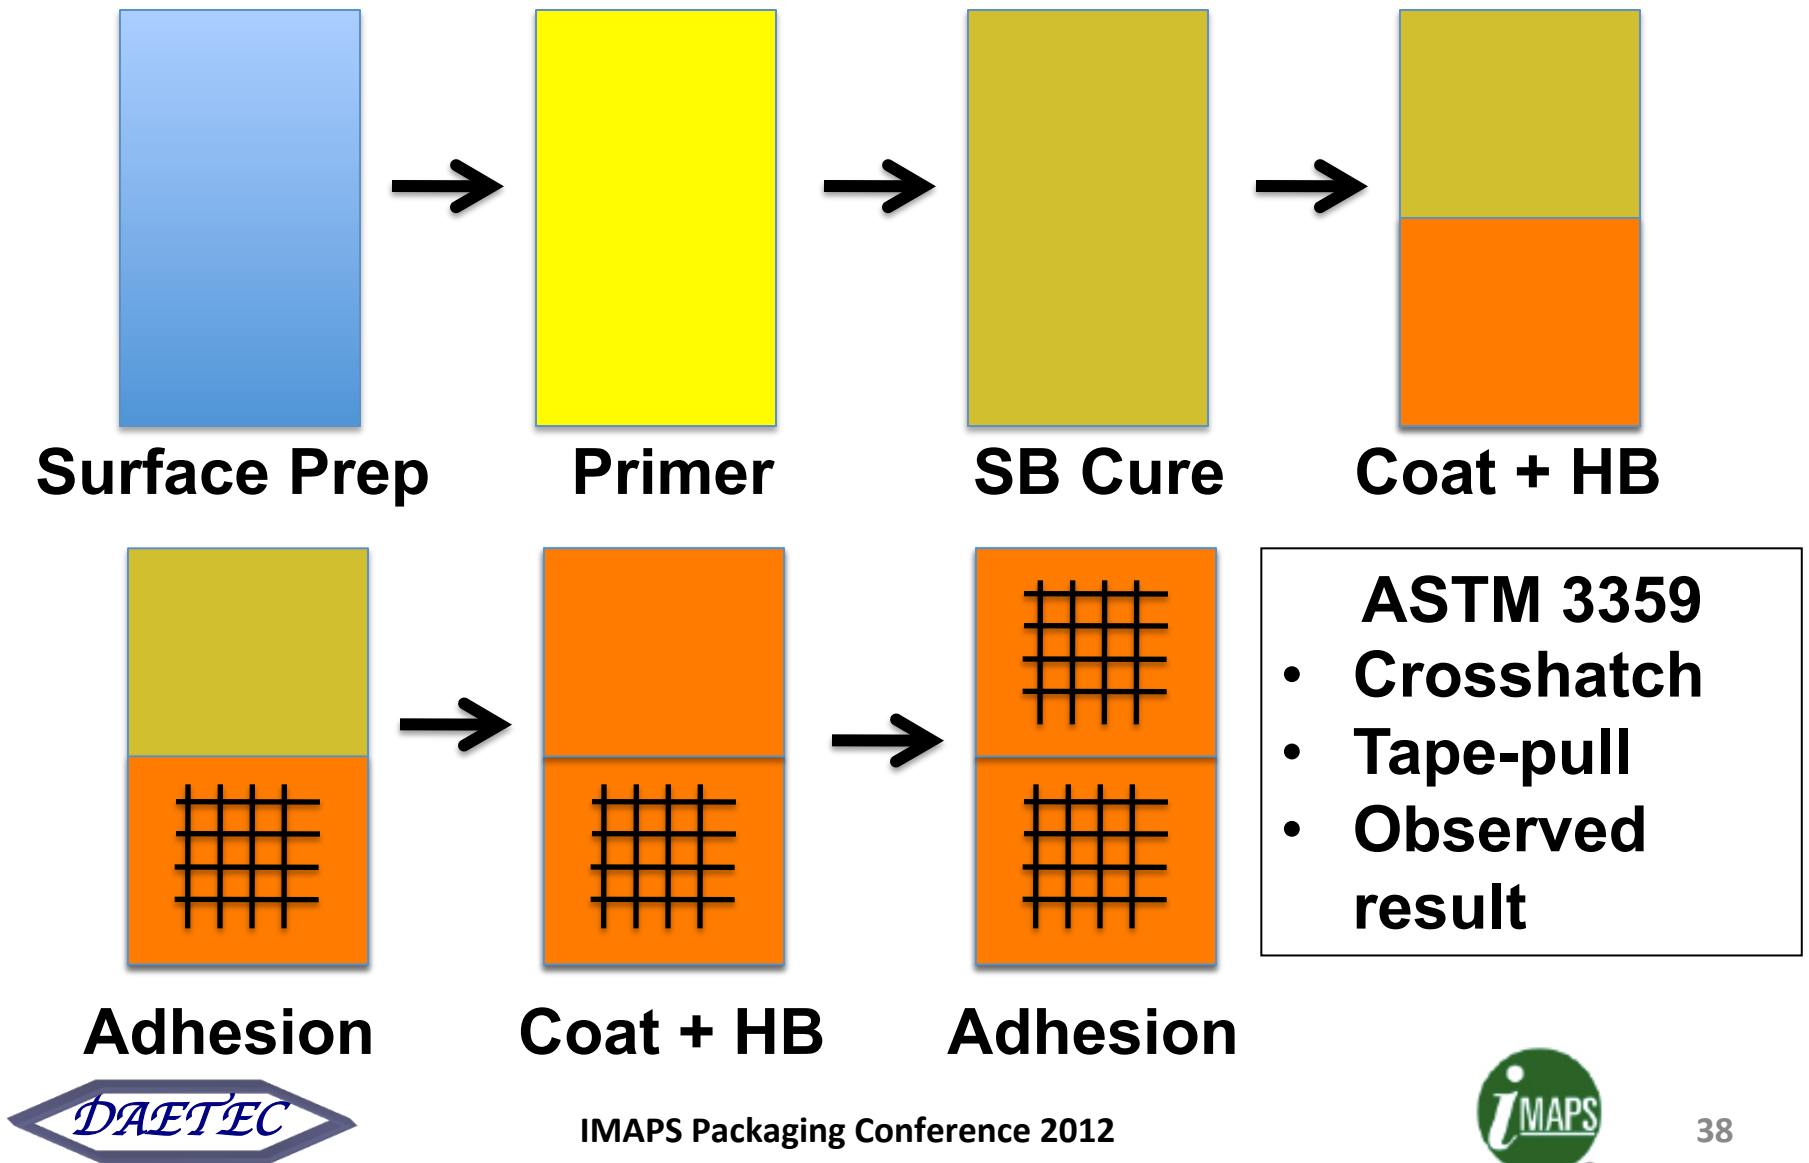 Surface Prep
Primer
SB Cure
Coat + HB
Adhesion
Coat + HB
Adhesion
ASTM 3359
• Crosshatch
• Tape-pull
• Observed
result
DAETEC
IMAPS Packaging Conference 2012
iMAPS
38